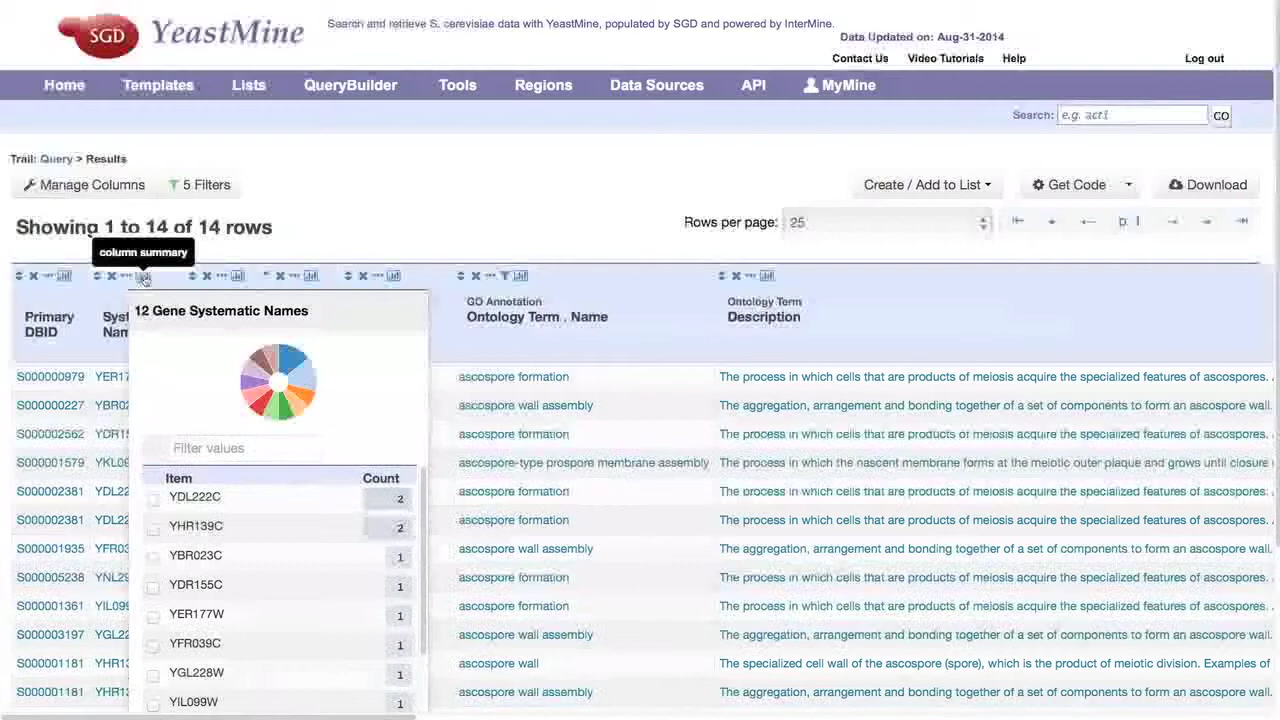 SGD YeastMine
Search and retrieve S. cerevisiae data with YeastMine, populated by SGD and powered by InterMine.
Data Updated on: Aug-31-2014
Contact Us Video Tutorials Help Log out
Home Templates Lists QueryBuilder Tools Regions Data Sources API MyMine
Search: e.g. act1 GO
Trail: Query > Results
Manage Columns 5 Filters Create / Add to List Get Code Download
Showing 1 to 14 of 14 rows Rows per page: 25
column summary
GO Annotation Ontology Term
Primary Ontology Term . Name Description
DBID
12 Gene Systematic Names
Filter values
Item Count
YDL222C 2
YHR139C 2
YBR023C 1
YDR155C 1
YER177W 1
YFR039C 1
YGL228W 1
YIL099W 1
S000000979 YER17 ascospore formation The process in which cells that are products of meiosis acquire the specialized features of ascospores.
S000000227 YBR02 ascospore wall assembly The aggregation, arrangement and bonding together of a set of components to form an ascospore wall.
S000002562 YDR15 ascospore formation The process in which cells that are products of meiosis acquire the specialized features of ascospores.
S000001579 YKL09 ascospore-type prospore membrane assembly The process in which the nascent membrane forms at the meiotic outer plaque and grows until closure
S000002381 YDL22 ascospore formation The process in which cells that are products of meiosis acquire the specialized features of ascospores.
S000002381 YDL22 ascospore formation The process in which cells that are products of meiosis acquire the specialized features of ascospores.
S000001935 YFR03 ascospore wall assembly The aggregation, arrangement and bonding together of a set of components to form an ascospore wall.
S000005238 YNL29 ascospore formation The process in which cells that are products of meiosis acquire the specialized features of ascospores.
S000001361 YIL099 ascospore formation The process in which cells that are products of meiosis acquire the specialized features of ascospores.
S000003197 YGL22 ascospore wall assembly The aggregation, arrangement and bonding together of a set of components to form an ascospore wall.
S000001181 YHR13 ascospore wall The specialized cell wall of the ascospore (spore), which is the product of meiotic division. Examples of
S000001181 YHR13 ascospore wall assembly The aggregation, arrangement and bonding together of a set of components to form an ascospore wall.